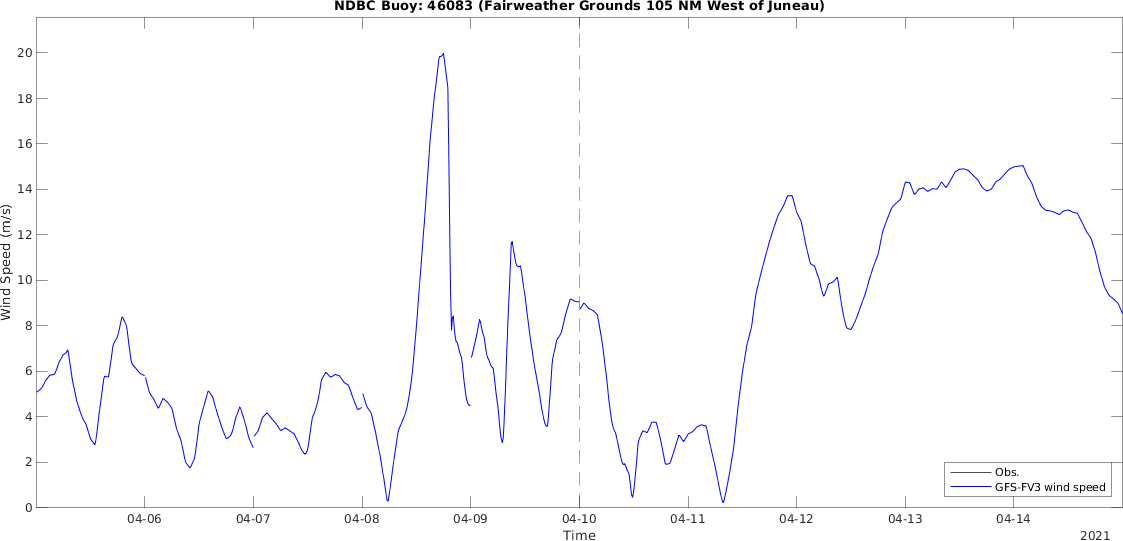 NDBC Buoy: 46083 (Fairweather Grounds 105 NM West of Juneau)
Wind Speed (m/s)
20
18
16
14
12
10
8
6
4
2
0
04-06 04-07 04-08 04-09 04-10 04-11 04-12 04-13 04-14
Time
2021
Obs.
GFS-FV3 wind speed